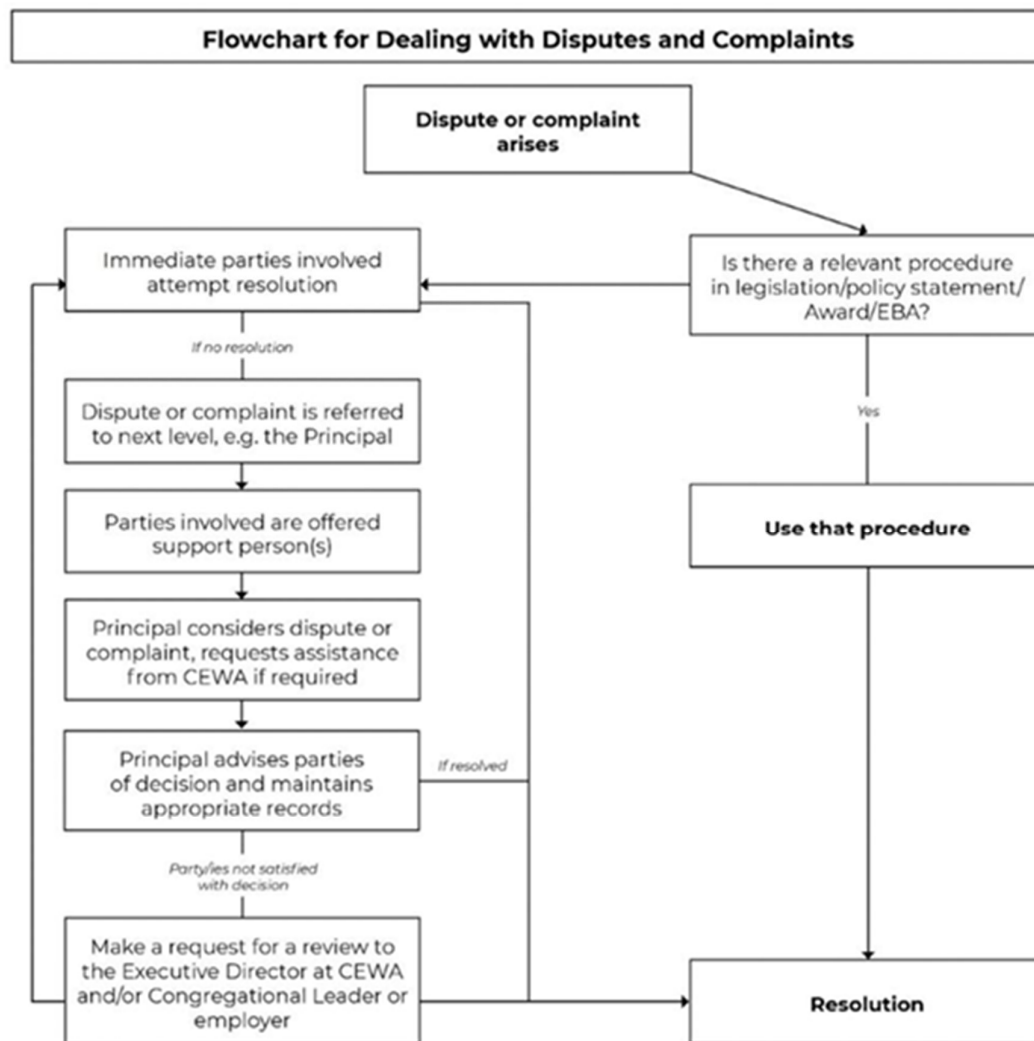 Flowchart for Dealing with Disputes and Complaints
Dispute or complaint
arises
Is there a relevant procedure
in legislation/policy statement/
Award/EBA?
Yes
Use that procedure
Immediate parties involved
attempt resolution
If no resolution
Dispute or complaint is referred
to next level, e.g. the Principal
Parties involved are offered
support person(s)
Principal considers dispute or
complaint, requests assistance
from CEWA if required
Principal advises parties
of decision and maintains
appropriate records
If resolved
Party/ies not satisfied
with decision
Make a request for a review to
the Executive Director at CEWA
and/or Congregational Leader or
employer
Resolution